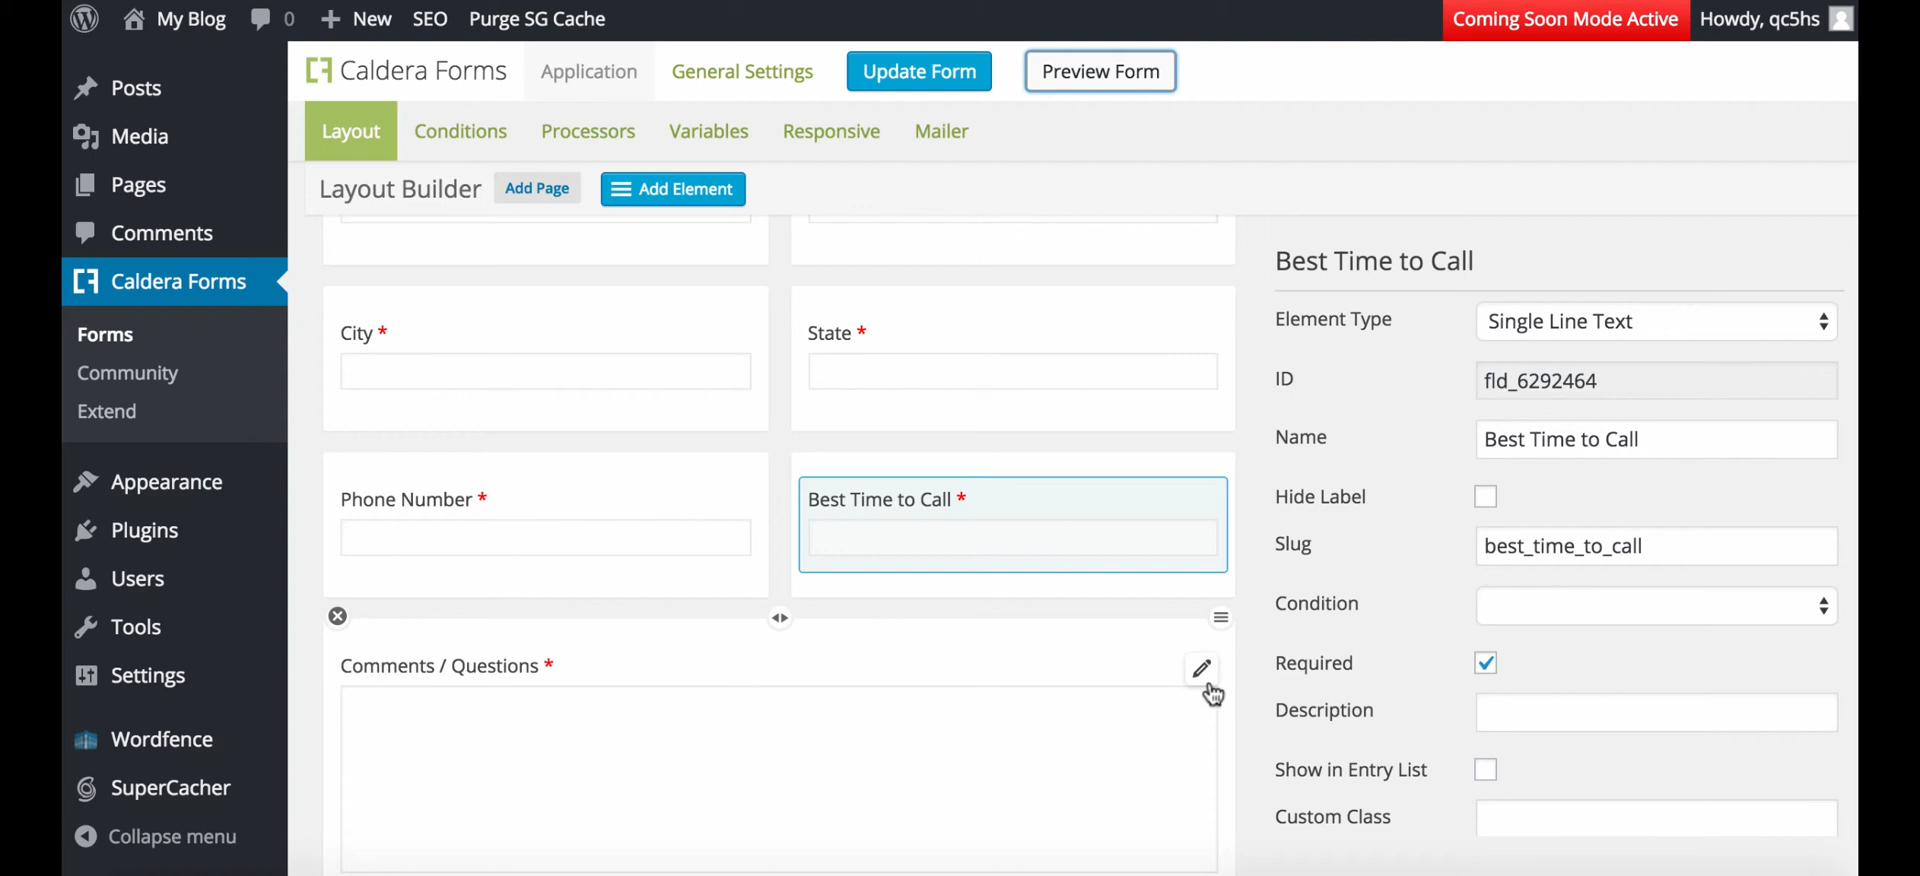 My Blog 0 New SEO Purge SG Cache Coming Soon Mode Active Howdy, qc5hs
Posts
Media
Pages
Comments
Caldera Forms
Forms
Community
Extend
Appearance
Plugins
Users
Tools
Settings
Wordfence
SuperCacher
Collapse menu
Caldera Forms Application General Settings Update Form Preview Form
Layout Conditions Processors Variables Responsive Mailer
Layout Builder Add Page Add Element
City * State *
Phone Number * Best Time to Call *
Comments / Questions *
Best Time to Call
Element Type Single Line Text
ID fld_6292464
Name Best Time to Call
Hide Label
Slug best_time_to_call
Condition
Required
Description
Show in Entry List
Custom Class